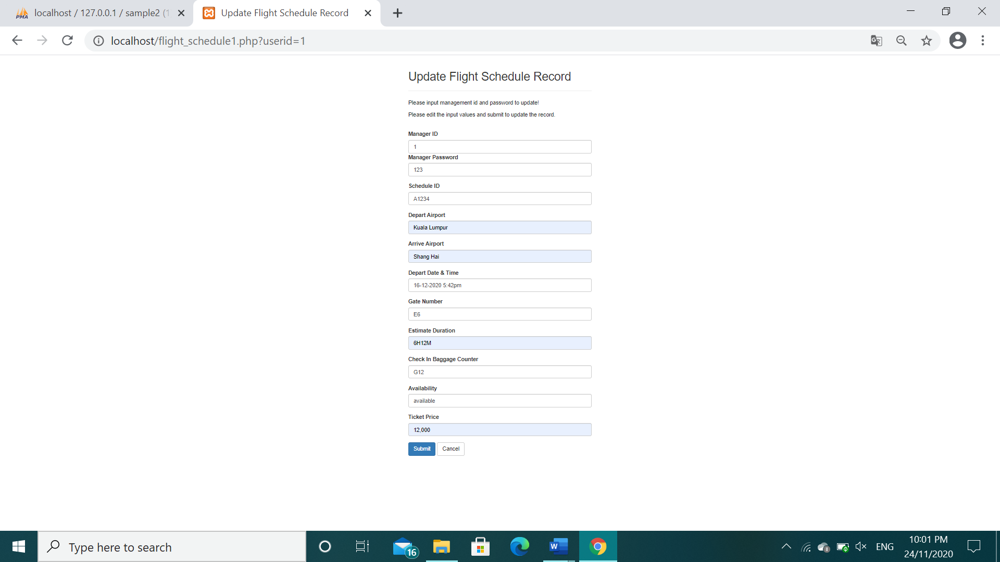 localhost / 127.0.0.1 / sample2 (1
Update Flight Schedule Record
localhost/flight_schedule1.php?userid=1
Update Flight Schedule Record
Please input management id and password to update!
Please edit the input values and submit to update the record.
Manager ID
1
Manager Password
123
Schedule ID
A1234
Depart Airport
Kuala Lumpur
Arrive Airport
Shang Hai
Depart Date & Time
16-12-2020 5:42pm
Gate Number
E6
Estimate Duration
6H12M
Check In Baggage Counter
G12
Availability
available
Ticket Price
12,000
Submit Cancel
Type here to search
16
ENG
10:01 PM
24/11/2020